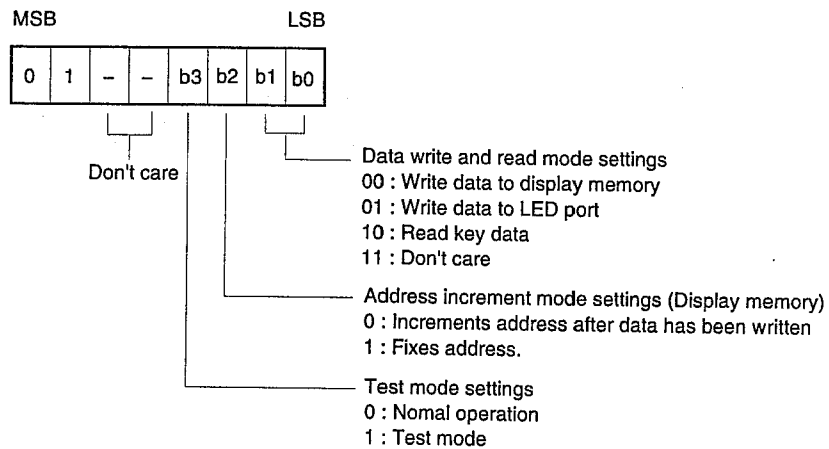 MSB LSB
0 1 – – b3 b2 b1 b0
Don't care
Data write and read mode settings
00 : Write data to display memory
01 : Write data to LED port
10 : Read key data
11 : Don't care
Address increment mode settings (Display memory)
0 : Increments address after data has been written
1 : Fixes address.
Test mode settings
0 : Nomal operation
1 : Test mode